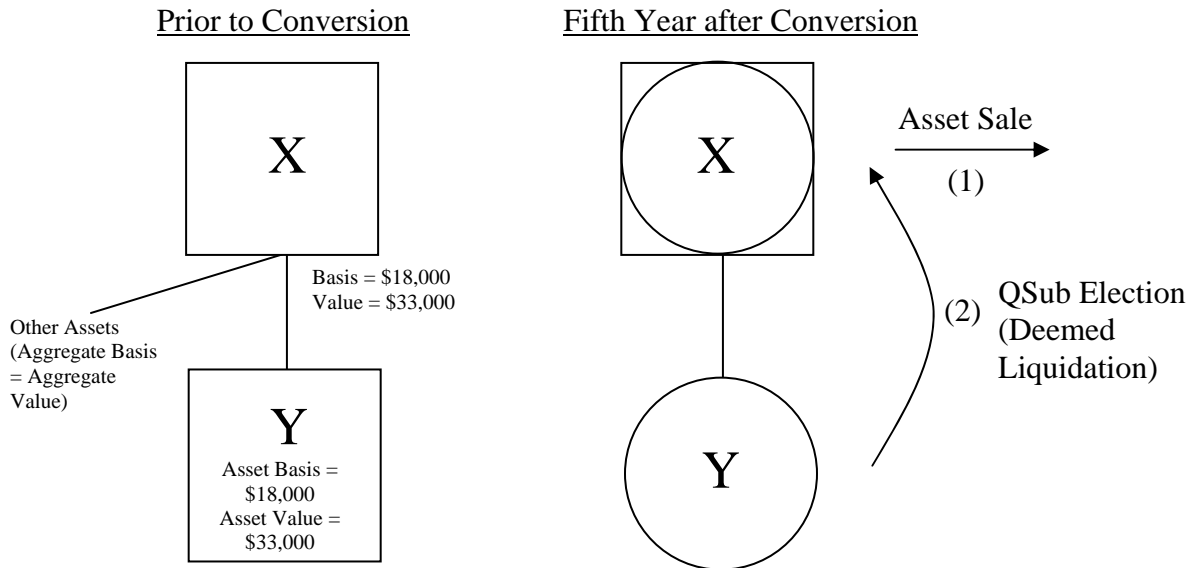 Prior to Conversion
X
Basis = $18,000
Value = $33,000
Other Assets
(Aggregate Basis
= Aggregate
Value)
Y
Asset Basis =
$18,000
Asset Value =
$33,000
Fifth Year after Conversion
X
Asset Sale
(1)
(2)
QSub Election
(Deemed
Liquidation)
Y